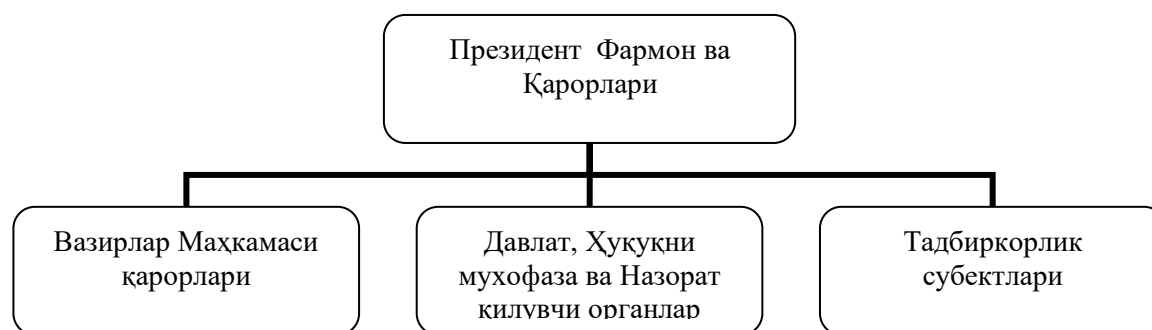 Президент Фармон ва
Қарорлари
Вазирлар Маҳкамаси
қарорлари
Давлат, Ҳуқуқни
мухофаза ва Назорат
қилувчи органлар
Тадбиркорлик
субектлари